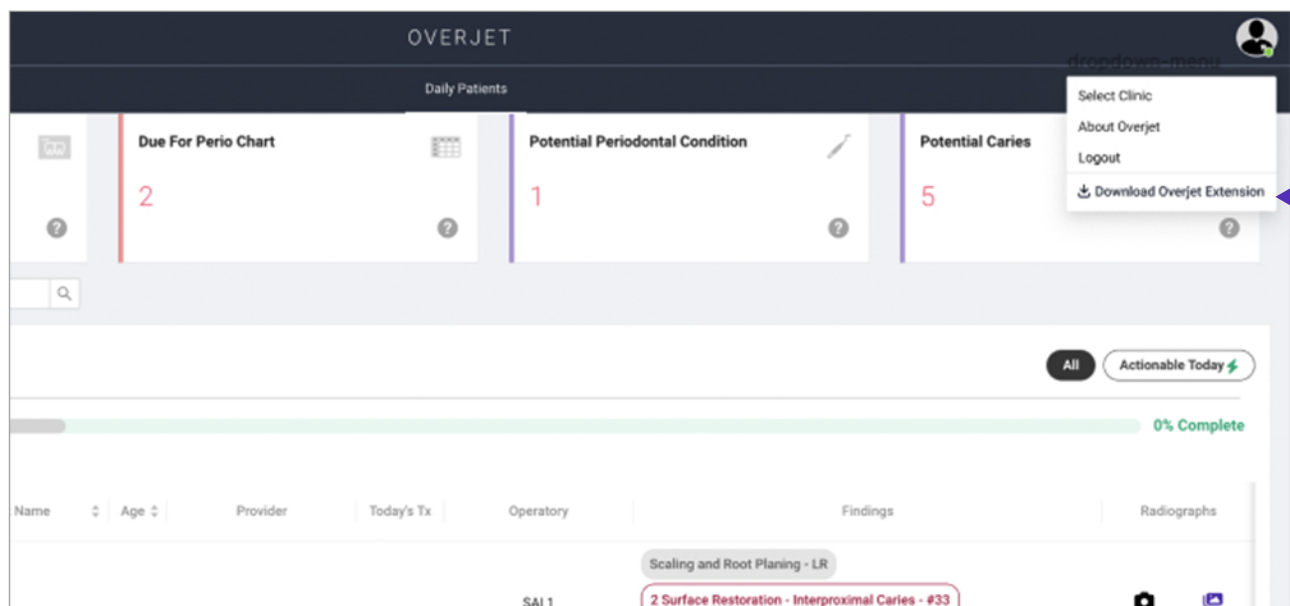 OVERJET
dropdown-menu
Daily Patients
Select Clinic
About Overjet
Logout
Download Overjet Extension
Due For Perio Chart
2
?
Potential Periodontal Condition
1
?
Potential Caries
5
?
?
All
Actionable Today
0% Complete
Name Age Provider Today's Tx Operatory Findings Radiographs
Scaling and Root Planing - LR
SAL1
2 Surface Restoration - Interproximal Caries - #33